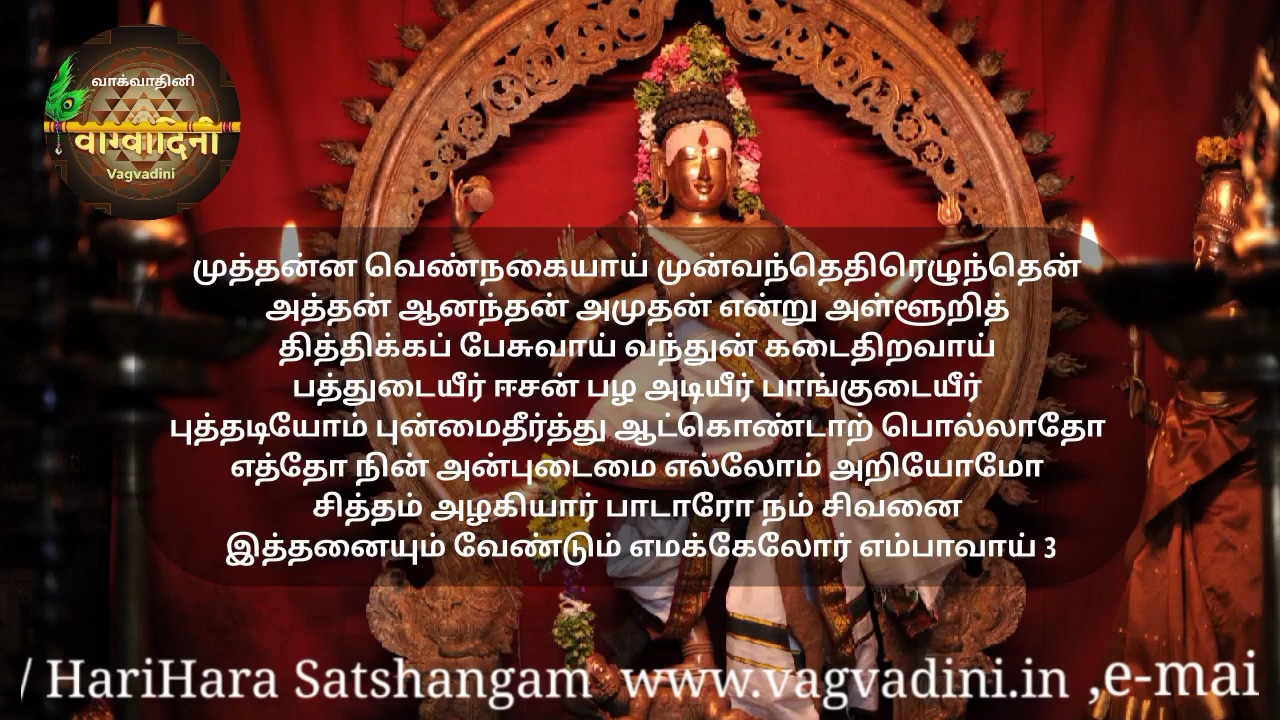 வாக்வாதினி
वाग्वादिनी
Vagvadini
முத்தன்ன வெண்நகையாய் முன்வந்தெதிரெழுந்தென்
அத்தன் ஆனந்தன் அமுதன் என்று அள்ளூறித்
தித்திக்கப் பேசுவாய் வந்துன் கடைதிறவாய்
பத்துடையீர் ஈசன் பழ அடியீர் பாங்குடையீர்
புத்தடியோம் புன்மைதீர்த்து ஆட்கொண்டாற் பொல்லாதோ
எத்தோ நின் அன்புடைமை எல்லோம் அறியோமோ
சித்தம் அழகியார் பாடாரோ நம் சிவனை
இத்தனையும் வேண்டும் எமக்கேலோர் எம்பாவாய் 3
/ HariHara Satshangam www.vagvadini.in ,e-mai